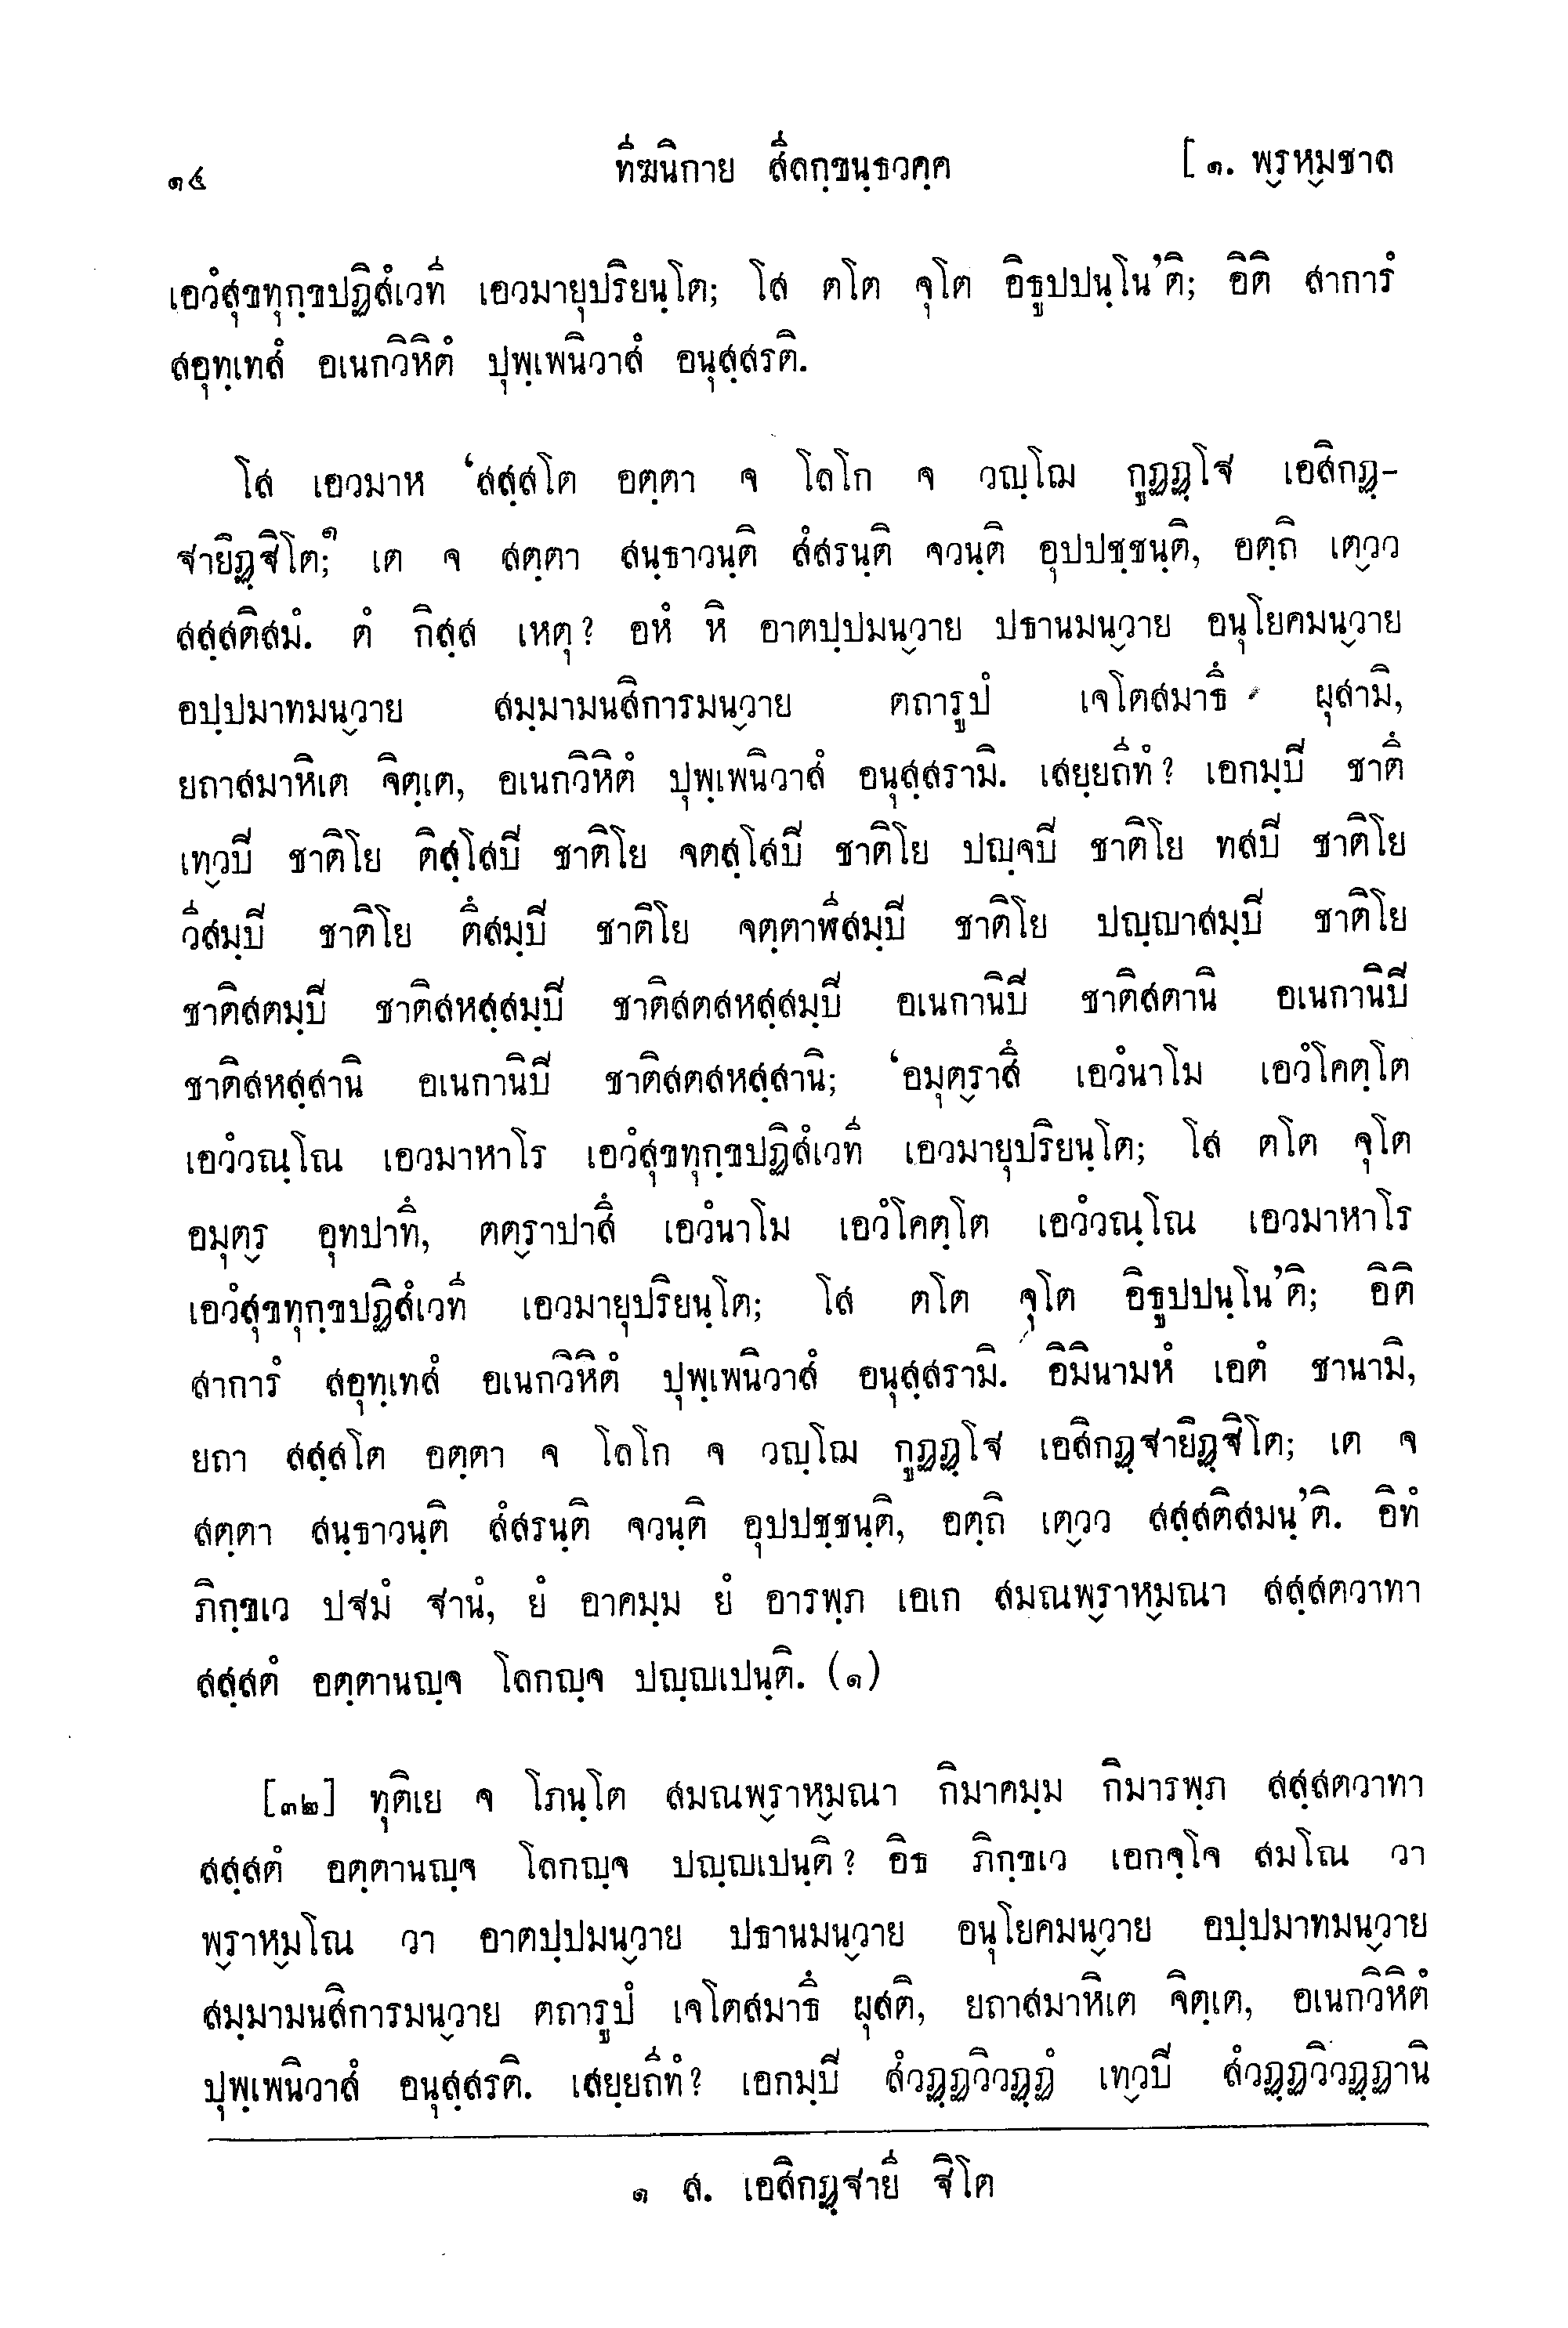 ๑๔ ทีฆนิกาย สีลกฺขนฺธวคฺค [ ๑. พฺรหฺมชาล
เอวํสุขทุกฺขปฏิสํเวที เอวมายุปริยนฺโต; โส ตโต จุโต อิธูปปนฺโน’ติ; อิติ สาการํ
สอุทฺเทสํ อเนกวิหิตํ ปุพฺเพนิวาสํ อนุสฺสรติ.
โส เอวมาห ‘สสฺสโต อตฺตา จ โลโก จ วญฺโฌ กูฏฏฺโฐ เอสิกฏฺ-
ฐายิฏฺฐิโต;๑ เต จ สตฺตา สนฺธาวนฺติ สํสรนฺติ จวนฺติ อุปปชฺชนฺติ, อตฺถิ เตฺวว
สสฺสติสมํ. ตํ กิสฺส เหตุ? อหํ หิ อาตปฺปมนฺวาย ปธานมนฺวาย อนุโยคมนฺวาย
อปฺปมาทมนฺวาย สมฺมามนสิการมนฺวาย ตถารูปํ เจโตสมาธึ ผุสามิ,
ยถาสมาหิเต จิตฺเต, อเนกวิหิตํ ปุพฺเพนิวาสํ อนุสฺสรามิ. เสยฺยถีทํ? เอกมฺปิ ชาตึ
เทฺวปิ ชาติโย ติสฺโสปิ ชาติโย จตสฺโสปิ ชาติโย ปญฺจปิ ชาติโย ทสปิ ชาติโย
วีสมฺปิ ชาติโย ตึสมฺปิ ชาติโย จตฺตาฬีสมฺปิ ชาติโย ปญฺญาสมฺปิ ชาติโย
ชาติสตมฺปิ ชาติสหสฺสมฺปิ ชาติสตสหสฺสมฺปิ อเนกานิปิ ชาติสตานิ อเนกานิปิ
ชาติสหสฺสานิ อเนกานิปิ ชาติสตสหสฺสานิ; ‘อมุตฺราสึ เอวํนาโม เอวํโคตฺโต
เอวํวณฺโณ เอวมาหาโร เอวํสุขทุกฺขปฏิสํเวที เอวมายุปริยนฺโต; โส ตโต จุโต
อมุตฺร อุทปาทึ, ตตฺราปาสึ เอวํนาโม เอวํโคตฺโต เอวํวณฺโณ เอวมาหาโร
เอวํสุขทุกฺขปฏิสํเวที เอวมายุปริยนฺโต; โส ตโต จุโต อิธูปปนฺโน’ติ; อิติ
สาการํ สอุทฺเทสํ อเนกวิหิตํ ปุพฺเพนิวาสํ อนุสฺสรามิ. อิมินามหํ เอตํ ชานามิ,
ยถา สสฺสโต อตฺตา จ โลโก จ วญฺโฌ กูฏฏฺโฐ เอสิกฏฺฐายิฏฺฐิโต; เต จ
สตฺตา สนฺธาวนฺติ สํสรนฺติ จวนฺติ อุปปชฺชนฺติ, อตฺถิ เตฺวว สสฺสติสมนฺ’ติ. อิทํ
ภิกฺขเว ปฐมํ ฐานํ, ยํ อาคมฺม ยํ อารพฺภ เอเก สมณพฺราหฺมณา สสฺสตวาทา
สสฺสตํ อตฺตานญฺจ โลกญฺจ ปญฺญเปนฺติ. (๑)
[๓๒] ทุติเย จ โภนฺโต สมณพฺราหฺมณา กิมาคมฺม กิมารพฺภ สสฺสตวาทา
สสฺสตํ อตฺตานญฺจ โลกญฺจ ปญฺญเปนฺติ? อิธ ภิกฺขเว เอกจฺโจ สมโณ วา
พฺราหฺมโณ วา อาตปฺปมนฺวาย ปธานมนฺวาย อนุโยคมนฺวาย อปฺปมาทมนฺวาย
สมฺมามนสิการมนฺวาย ตถารูปํ เจโตสมาธึ ผุสติ, ยถาสมาหิเต จิตฺเต, อเนกวิหิตํ
ปุพฺเพนิวาสํ อนุสฺสรติ. เสยฺยถีทํ? เอกมฺปิ สํวฏฺฏวิวฏฺฏํ เทฺวปิ สํวฏฺฏวิวฏฺฏานิ
๑ ส. เอสิกฏฺฐายี ฐิโต